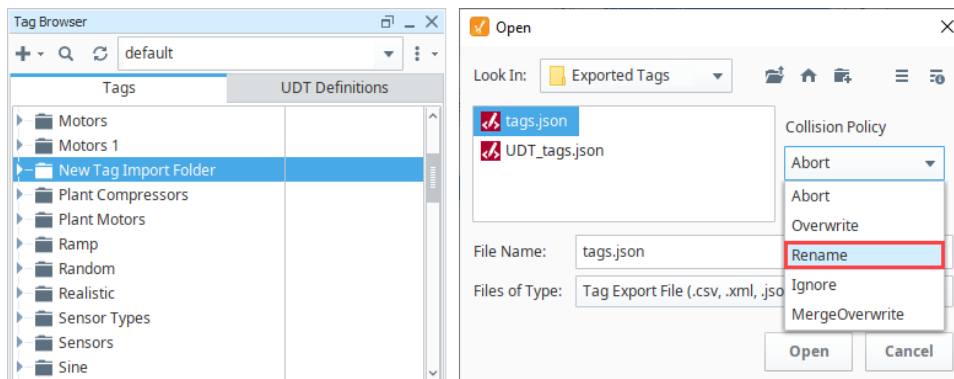 Tag Browser
default
Tags
UDT Definitions
Motors
Motors 1
New Tag Import Folder
Plant Compressors
Plant Motors
Ramp
Random
Realistic
Sensor Types
Sensors
Sine
Open
Look In:
Exported Tags
tags.json
UDT_tags.json
Collision Policy
Abort
Abort
Overwrite
Rename
Ignore
MergeOverwrite
File Name:
tags.json
Files of Type:
Tag Export File (.csv, .xml, .jso
Open
Cancel